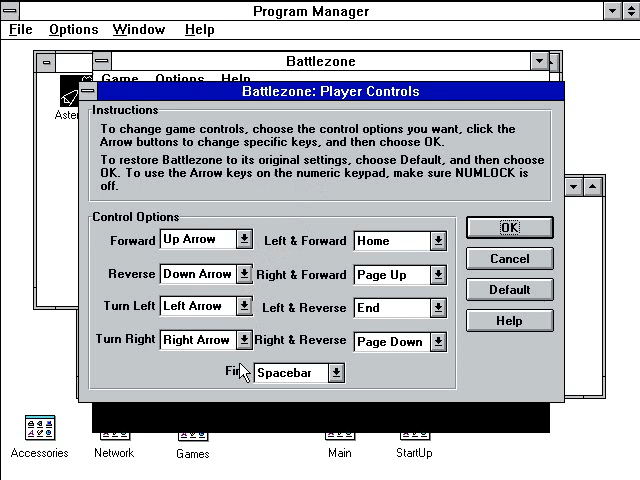 Program Manager
File Options Window Help
Battlezone
Game Options Help
Battlezone: Player Controls
Instructions
To change game controls, choose the control options you want, click the
Arrow buttons to change specific keys, and then choose OK.
To restore Battlezone to its original settings, choose Default, and then choose
OK. To use the Arrow keys on the numeric keypad, make sure NUMLOCK is
off.
Control Options
Forward Up Arrow Left & Forward Home
Reverse Down Arrow Right & Forward Page Up
Turn Left Left Arrow Left & Reverse End
Turn Right Right Arrow Right & Reverse Page Down
Spacebar
OK
Cancel
Default
Help
Accessories Network Games Main StartUp